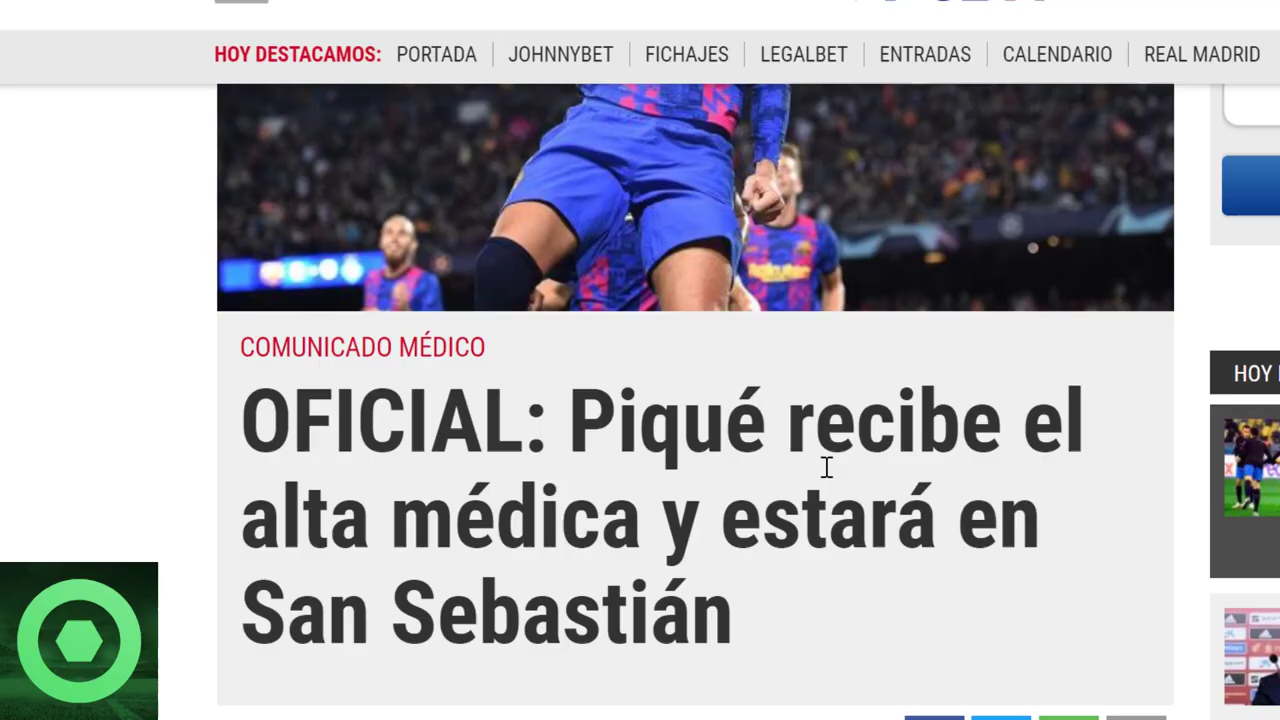 HOY DESTACAMOS: PORTADA JOHNNYBET FICHAJES LEGALBET ENTRADAS CALENDARIO REAL MADRID
COMUNICADO MÉDICO
OFICIAL: Piqué recibe el
alta médica y estará en
San Sebastián
HOY